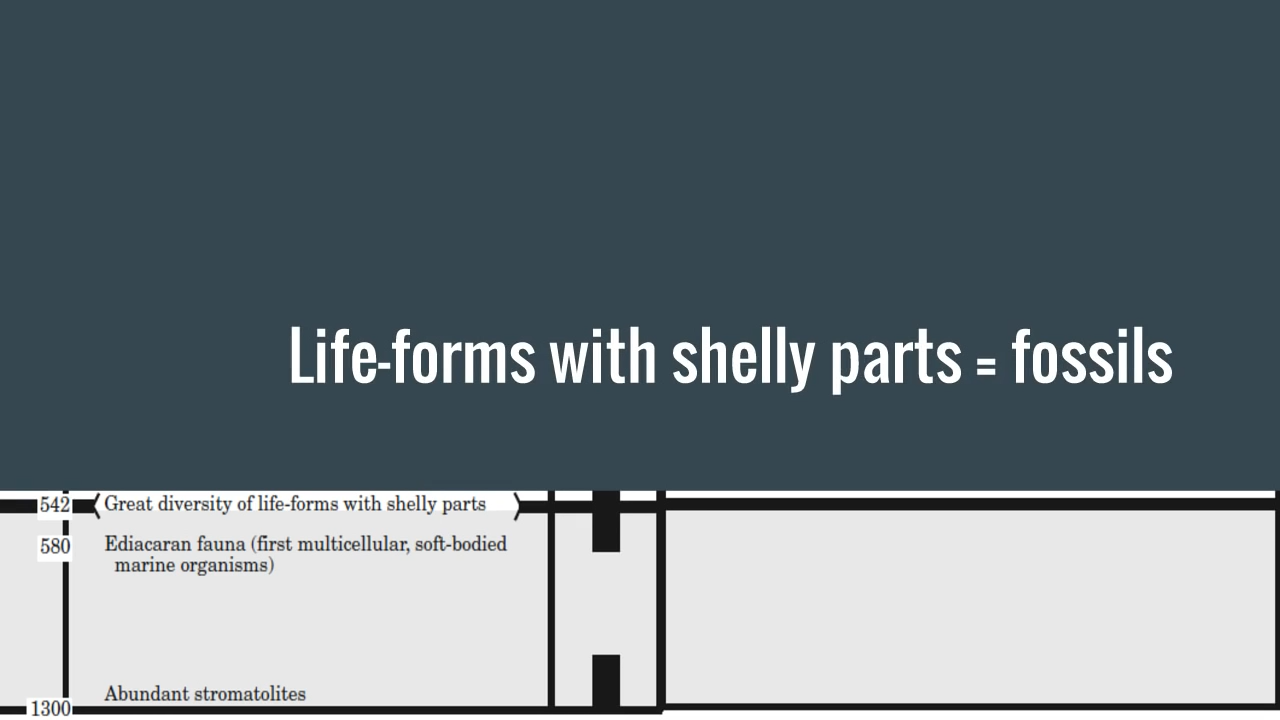 Life-forms with shelly parts = fossils
542 Great diversity of life-forms with shelly parts
580 Ediacaran fauna (first multicellular, soft-bodied
marine organisms)
Abundant stromatolites
1300